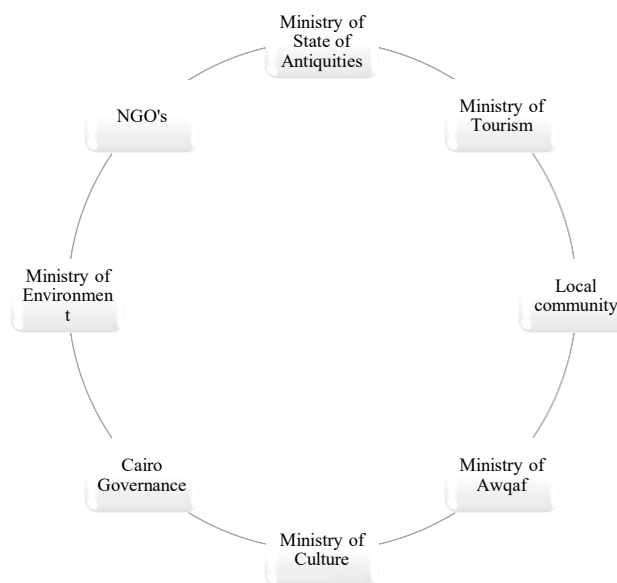 Ministry of
State of
Antiquities
Ministry of
Tourism
Local
community
Ministry of
Awqaf
Ministry of
Culture
Cairo
Governance
Ministry of
Environmen
t
NGO's